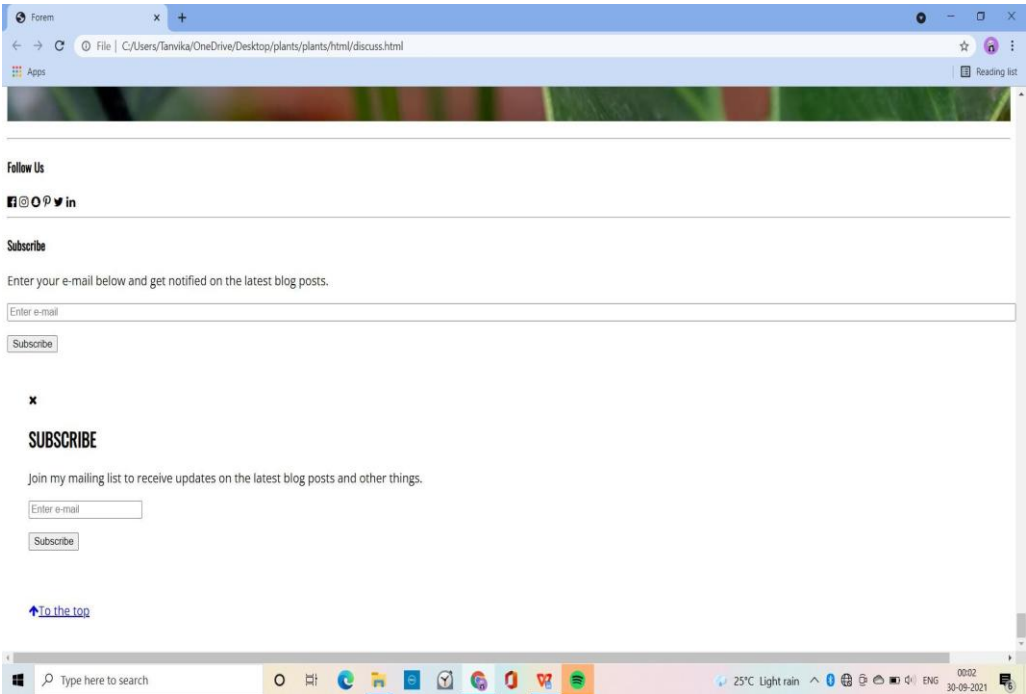 Forem
File | C:/Users/Tanvika/OneDrive/Desktop/plants/plants/html/discuss.html
Apps
Reading list
Follow Us
Subscribe
Enter your e-mail below and get notified on the latest blog posts.
Enter e-mail
Subscribe
SUBSCRIBE
Join my mailing list to receive updates on the latest blog posts and other things.
Enter e-mail
Subscribe
To the top
Type here to search
25°C Light rain
ENG
00:02
30-09-2021
6